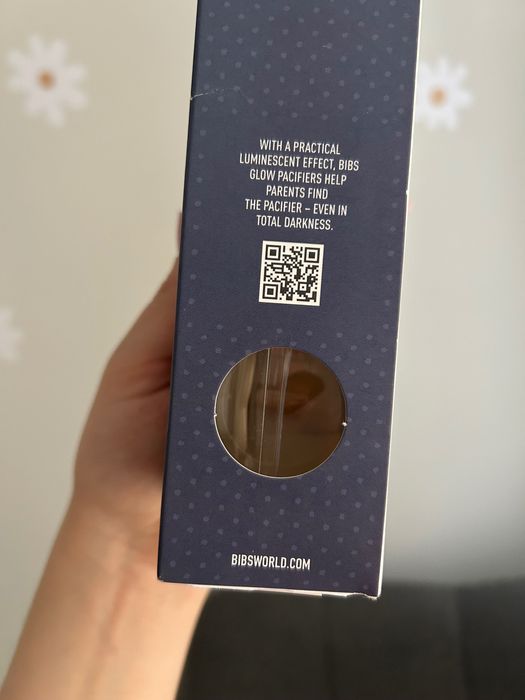 WITH A PRACTICAL
LUMINESCENT EFFECT, BIBS
GLOW PACIFIERS HELP
PARENTS FIND
THE PACIFIER – EVEN IN
TOTAL DARKNESS.
BIBSWORLD.COM